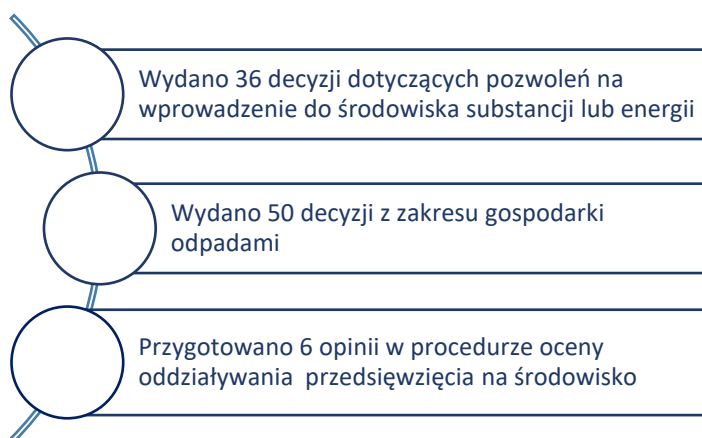 Wydano 36 decyzji dotyczących pozwoleń na
wprowadzenie do środowiska substancji lub energii
Wydano 50 decyzji z zakresu gospodarki
odpadami
Przygotowano 6 opinii w procedurze oceny
oddziaływania  przedsięwzięcia na środowisko